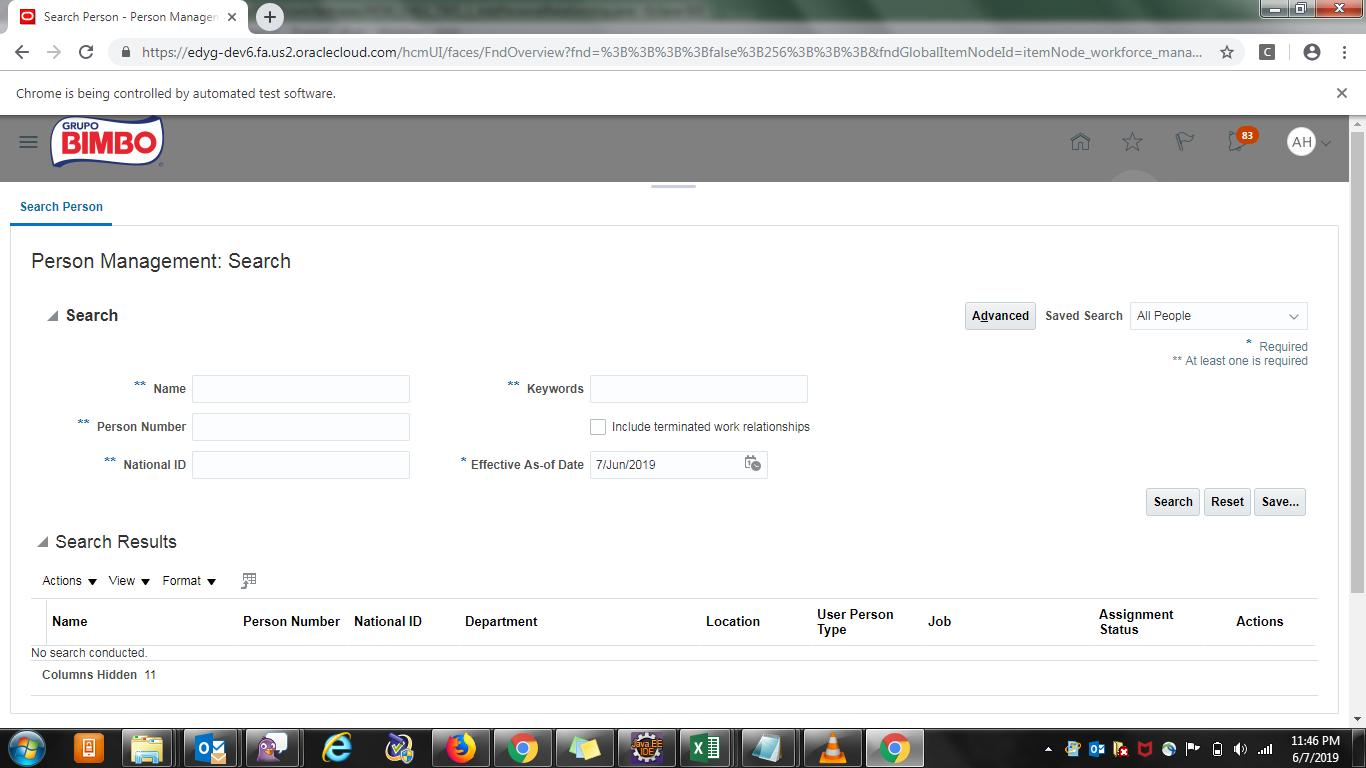 Search Person - Person Managen
https://edyg-dev6.fa.us2.oraclecloud.com/hcmUI/faces/FndOverview?fnd=%3B%3B%3B%3Bfalse%3B256%3B%3B%3B&fndGlobalItemNodeId=itemNode_workforce_mana...
C
Chrome is being controlled by automated test software.
GRUPO
BIMBO
83
AH
Search Person
Person Management: Search
Search
Advanced Saved Search All People
* Required
** At least one is required
** Name
** Keywords
** Person Number
Include terminated work relationships
** National ID
* Effective As-of Date 7/Jun/2019
Search Reset Save...
Search Results
Actions View Format
Name Person Number National ID Department Location User Person Type Job Assignment Status Actions
No search conducted.
Columns Hidden 11
Java EE
IDE
11:46 PM
6/7/2019